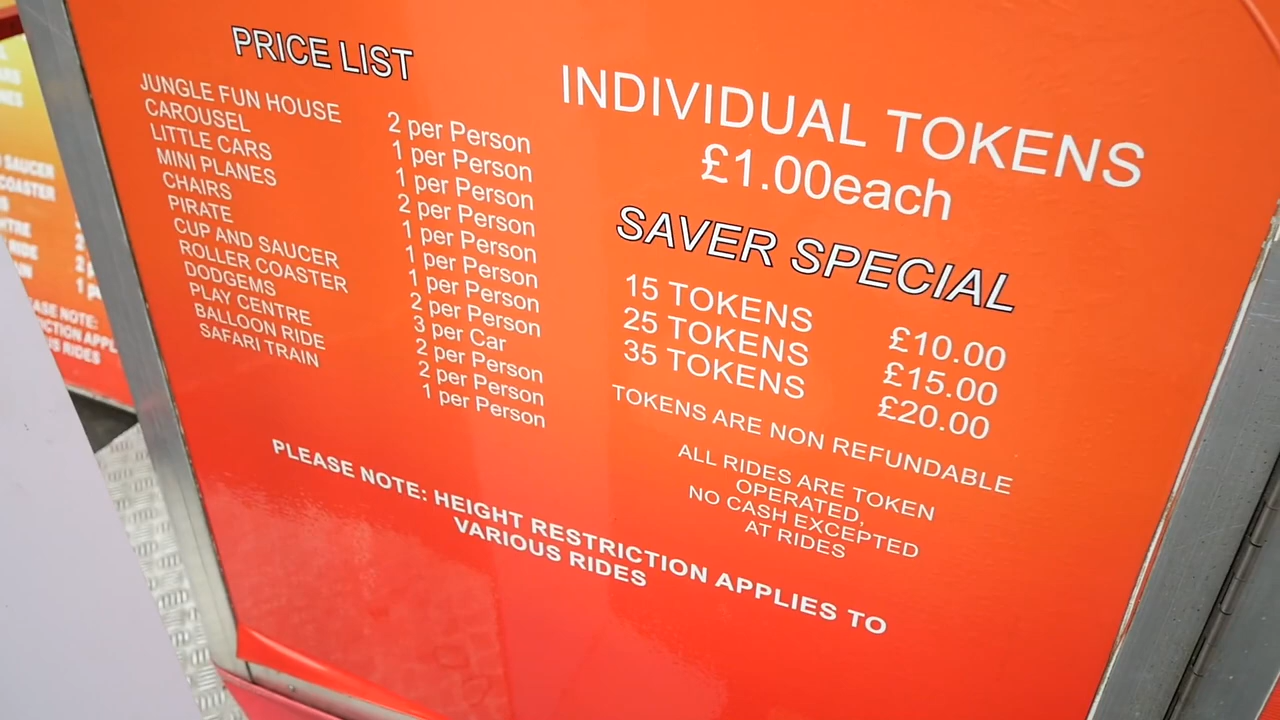 PRICE LIST
JUNGLE FUN HOUSE 2 per Person
CAROUSEL 1 per Person
LITTLE CARS 1 per Person
MINI PLANES 2 per Person
CHAIRS 1 per Person
PIRATE 1 per Person
CUP AND SAUCER 1 per Person
ROLLER COASTER 2 per Person
DODGEMS 3 per Car
PLAY CENTRE 2 per Person
BALLOON RIDE 2 per Person
SAFARI TRAIN 1 per Person
PLEASE NOTE: HEIGHT RESTRICTION APPLIES TO
VARIOUS RIDES
INDIVIDUAL TOKENS
£1.00each
SAVER SPECIAL
15 TOKENS £10.00
25 TOKENS £15.00
35 TOKENS £20.00
TOKENS ARE NON REFUNDABLE
ALL RIDES ARE TOKEN
OPERATED,
NO CASH EXCEPTED
AT RIDES
SAUCER
COASTER
RIDE
NOTE:
RIDES